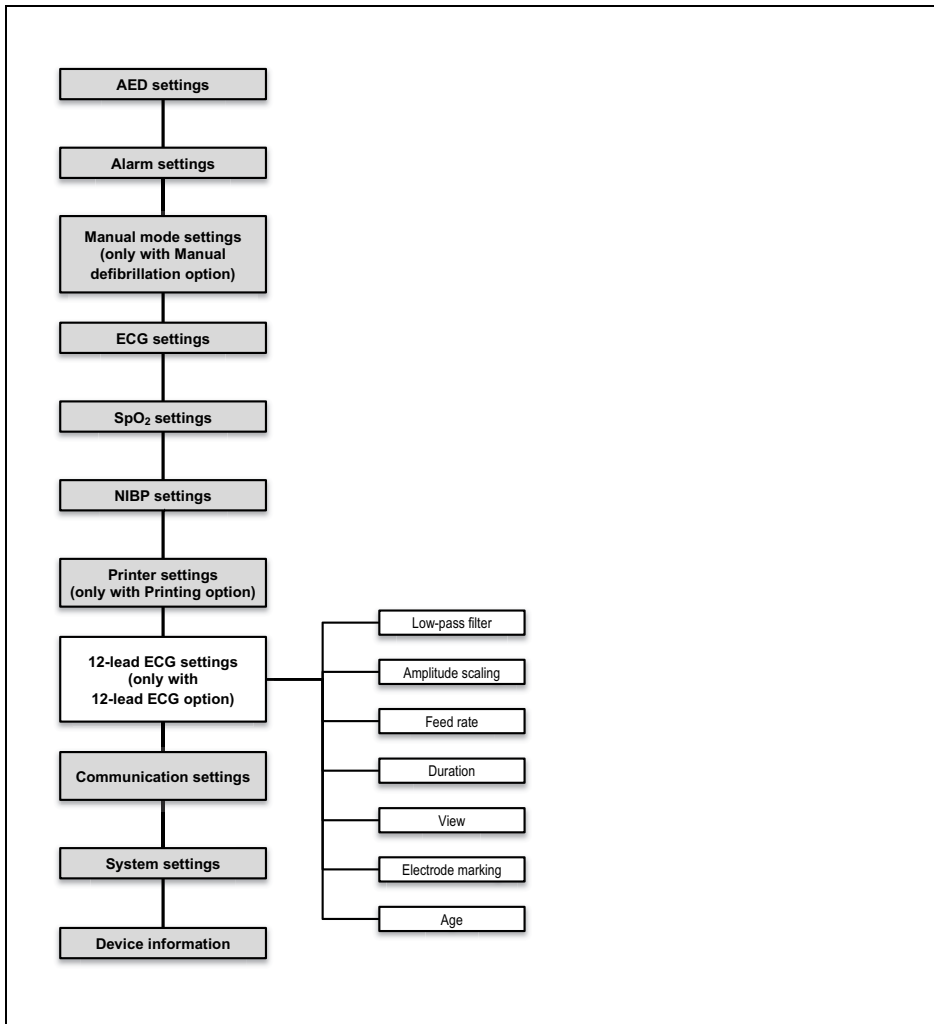 AED settings
Alarm settings
Manual mode settings
(only with Manual
defibrillation option)
ECG settings
SpO₂ settings
NIBP settings
Printer settings
(only with Printing option)
12-lead ECG settings
(only with
12-lead ECG option)
Low-pass filter
Amplitude scaling
Feed rate
Duration
View
Electrode marking
Age
Communication settings
System settings
Device information